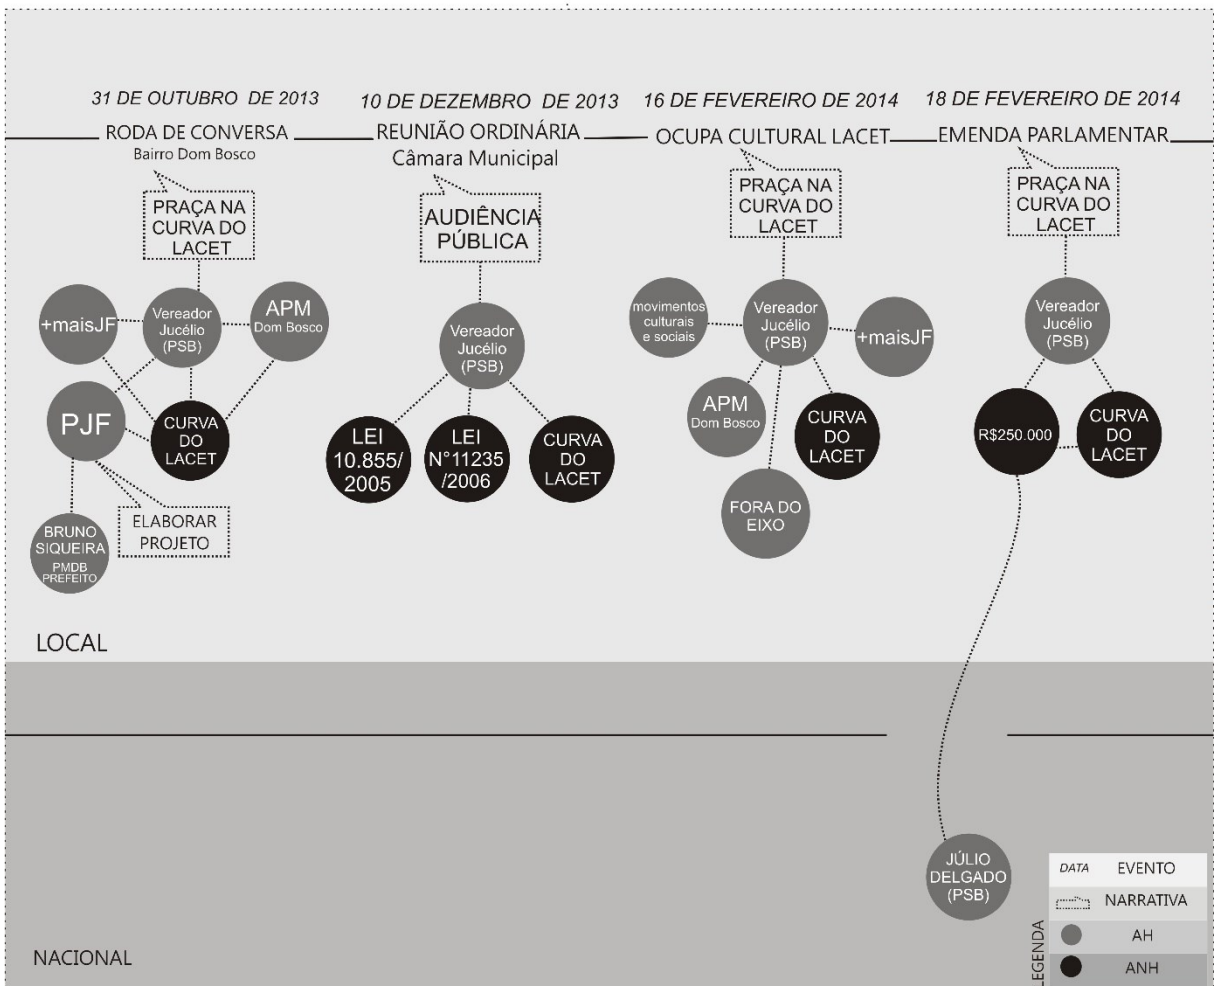 31 DE OUTUBRO DE 2013
RODA DE CONVERSA
Bairro Dom Bosco
PRAÇA NA
CURVA DO
LACET
+maisJF
Vereador
Jucélio
(PSB)
APM
Dom Bosco
PJF
CURVA
DO
LACET
BRUNO
SIQUEIRA
PMDB
PREFEITO
ELABORAR
PROJETO
10 DE DEZEMBRO DE 2013
REUNIÃO ORDINÁRIA
Câmara Municipal
AUDIÊNCIA
PÚBLICA
Vereador
Jucélio
(PSB)
LEI
10.855/
2005
LEI
N°11235
/2006
CURVA
DO
LACET
16 DE FEVEREIRO DE 2014
OCUPA CULTURAL LACET
PRAÇA NA
CURVA DO
LACET
movimentos
culturais
e sociais
Vereador
Jucélio
(PSB)
+maisJF
APM
Dom Bosco
CURVA
DO
LACET
FORA DO
EIXO
18 DE FEVEREIRO DE 2014
EMENDA PARLAMENTAR
PRAÇA NA
CURVA DO
LACET
Vereador
Jucélio
(PSB)
R$250.000
CURVA
DO
LACET
LOCAL
JÚLIO
DELGADO
(PSB)
NACIONAL
LEGENDA
DATA EVENTO
NARRATIVA
AH
ANH